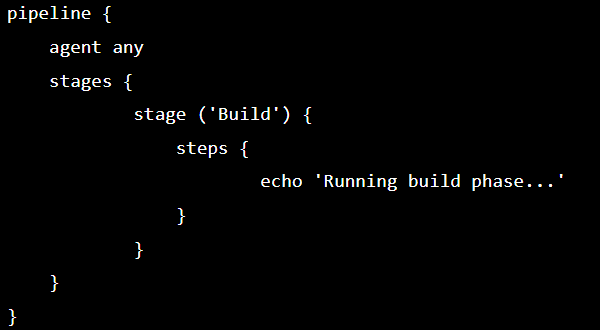 pipeline {
agent any
stages {
stage ('Build') {
steps {
echo 'Running build phase...'
}
}
}
}